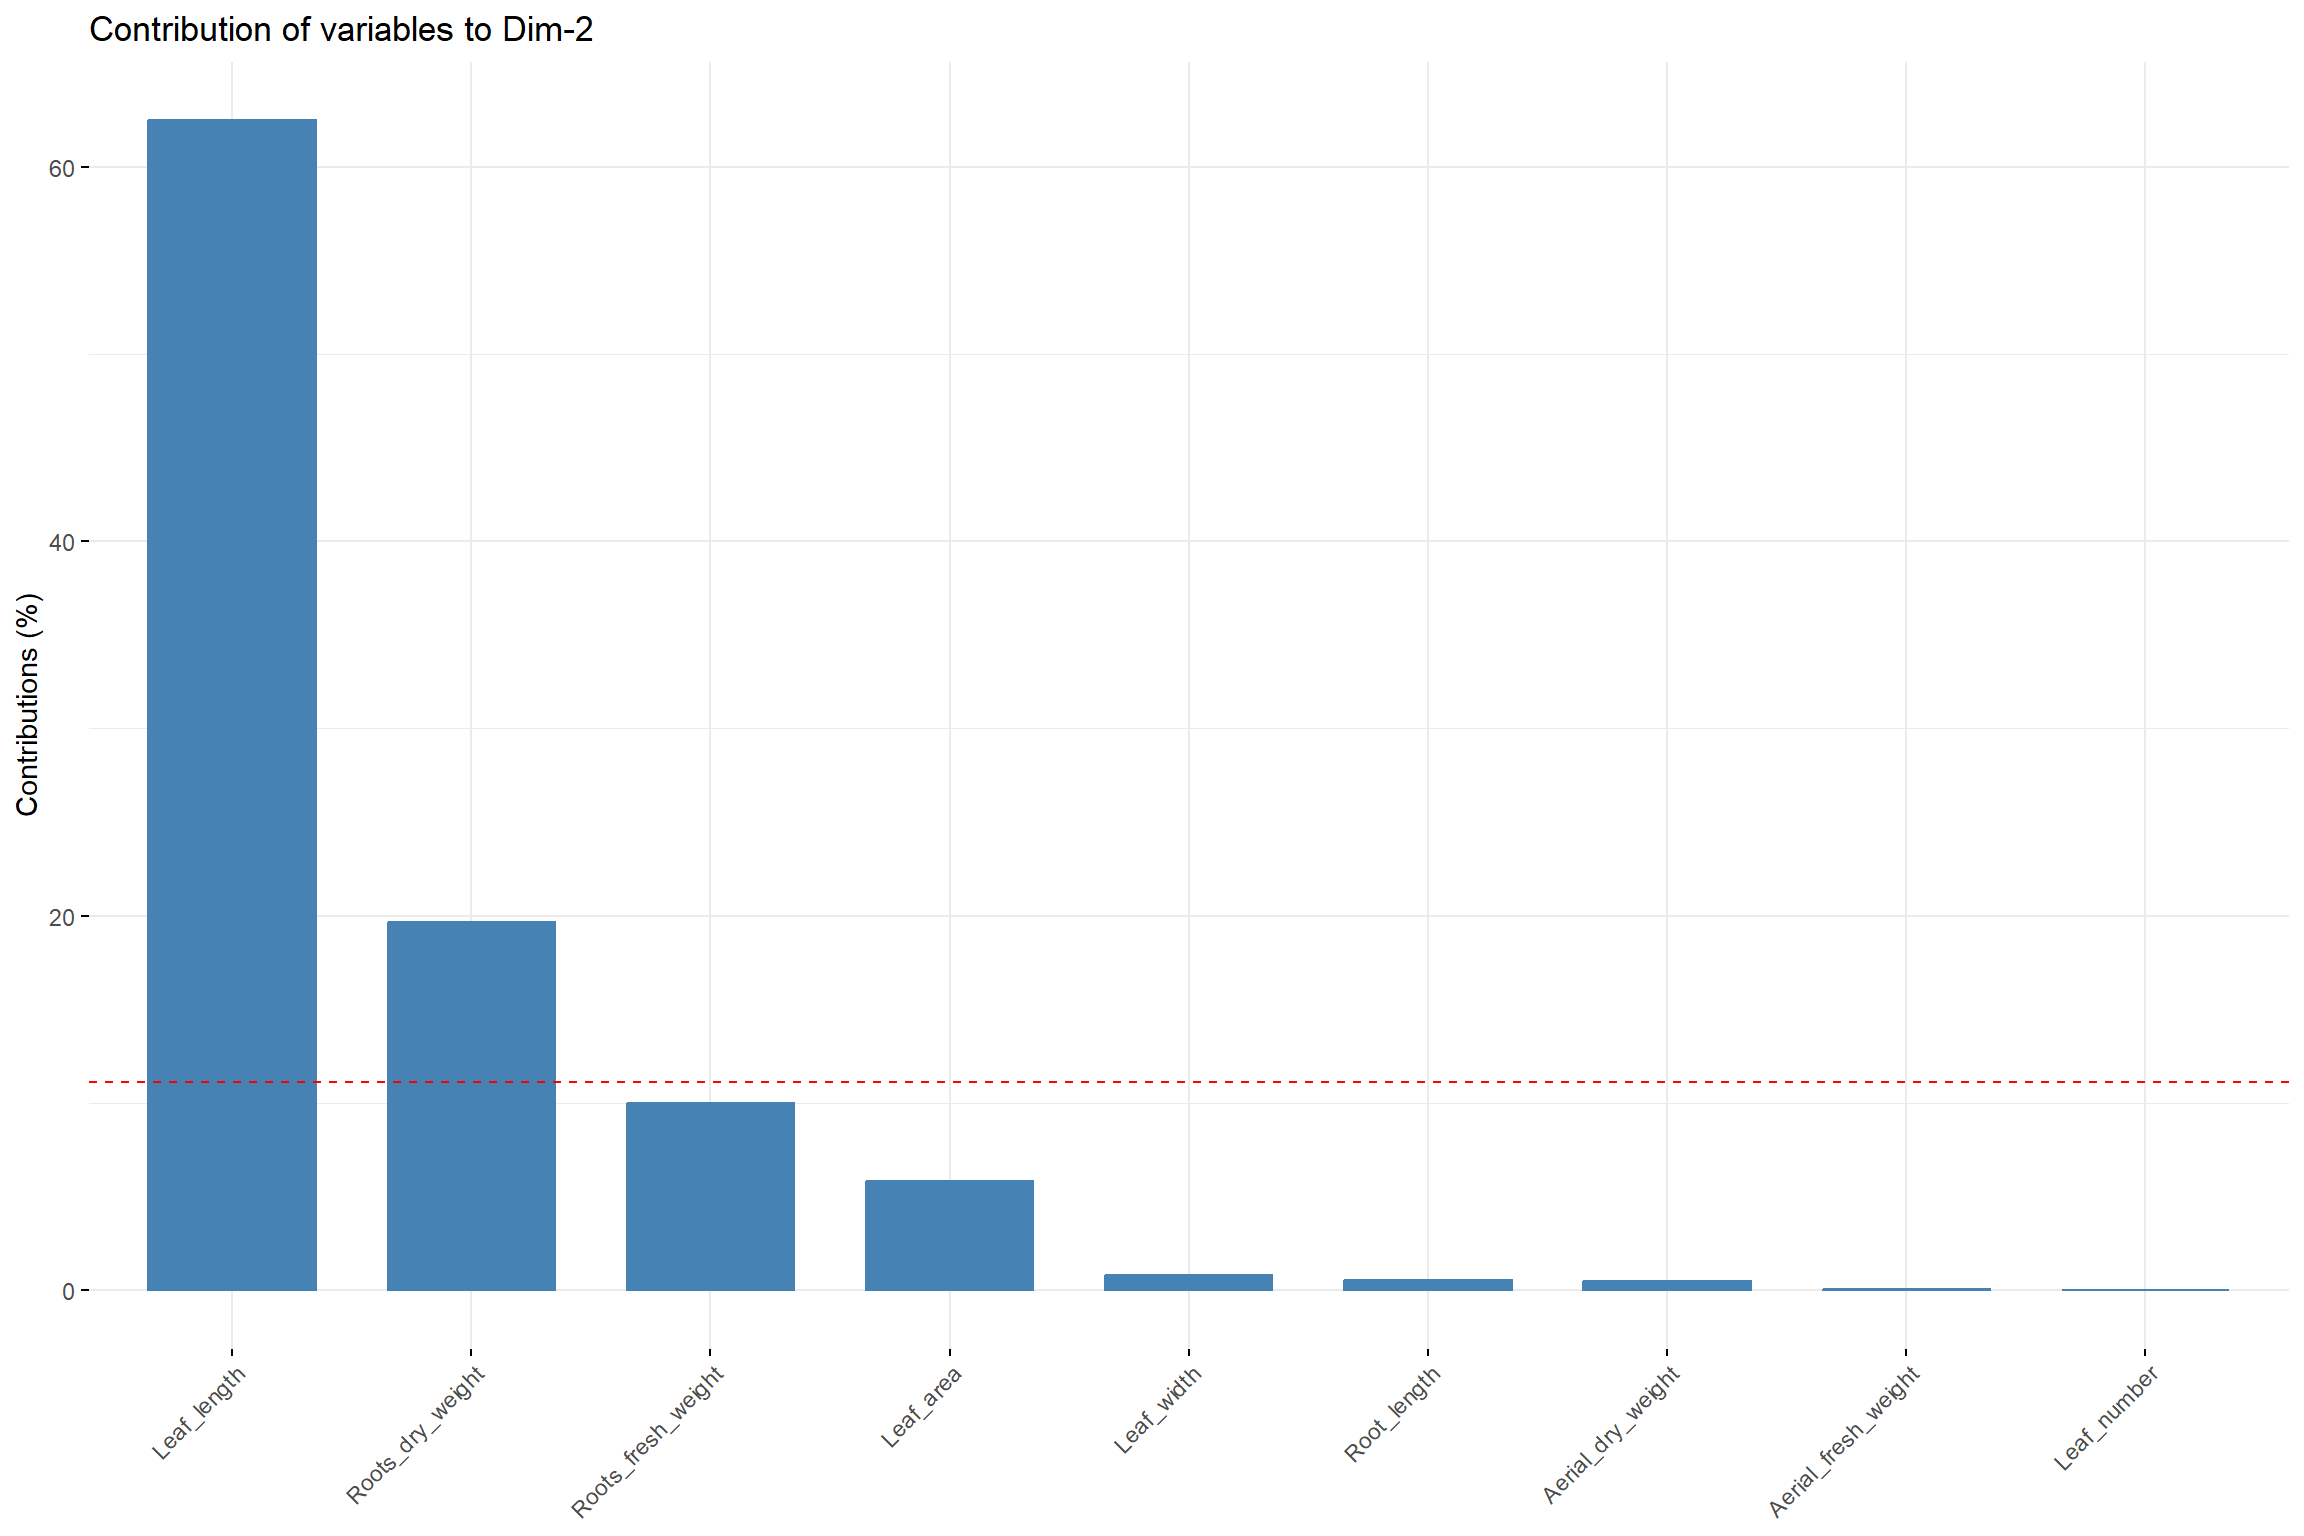 Contribution of variables to Dim-2
Contributions (%)
60
40
20
0
Leaf_length
Roots_dry_weight
Roots_fresh_weight
Leaf_area
Leaf_width
Root_length
Aerial_dry_weight
Aerial_fresh_weight
Leaf_number